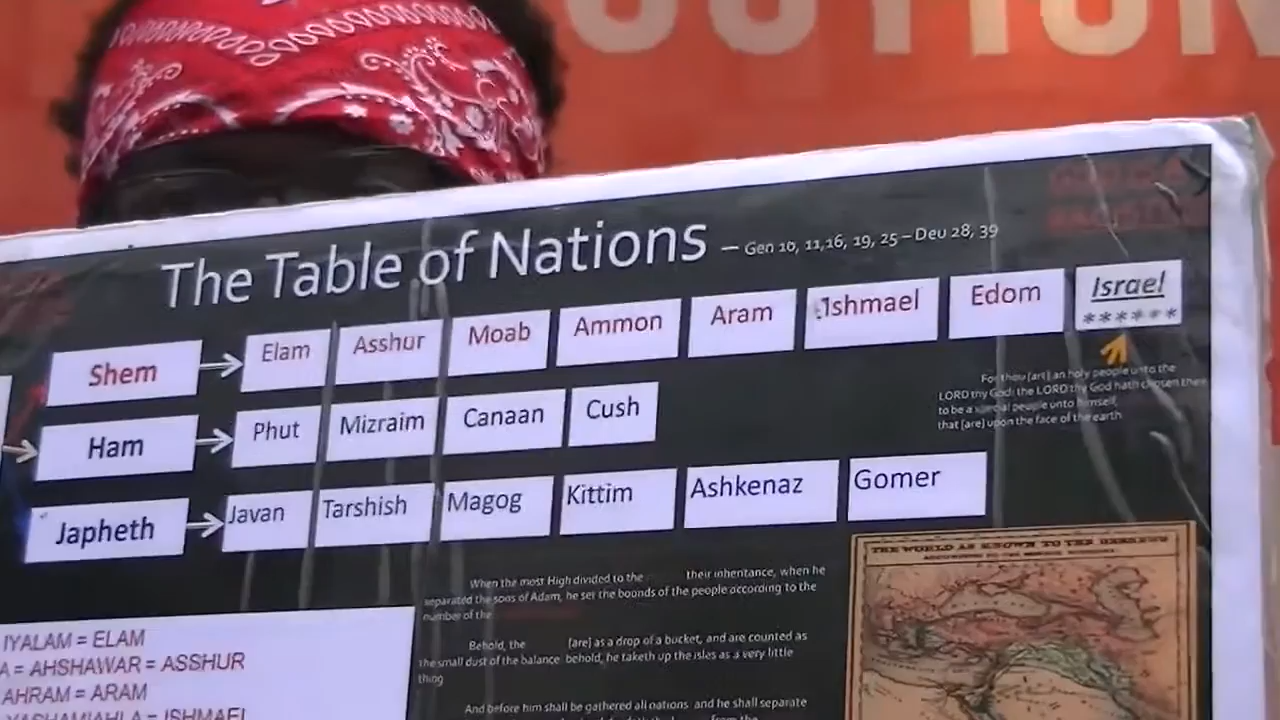 The Table of Nations – Gen 10, 11,16, 19, 25 – Deu 28, 39
Shem Elam Asshur Moab Ammon Aram Ishmael Edom Israel
******
For thou [art] an holy people unto the
LORD thy God: the LORD thy God hath chosen thee
to be a special people unto himself,
that [are] upon the face of the earth
Ham Phut Mizraim Canaan Cush
Japheth Javan Tarshish Magog Kittim Ashkenaz Gomer
When the most High divided to the their inheritance, when he
separated the sons of Adam, he set the bounds of the people according to the
number of the
Behold, the [are] as a drop of a bucket, and are counted as
the small dust of the balance: behold, he taketh up the isles as a very little
thing
And before him shall be gathered all nations and he shall separate
from the
IYALAM = ELAM
A = AHSHAWAR = ASSHUR
AHRAM = ARAM
YASHAMIAHLA = ISHMAEL
THE WORLD AS KNOWN TO THE HEBREWS